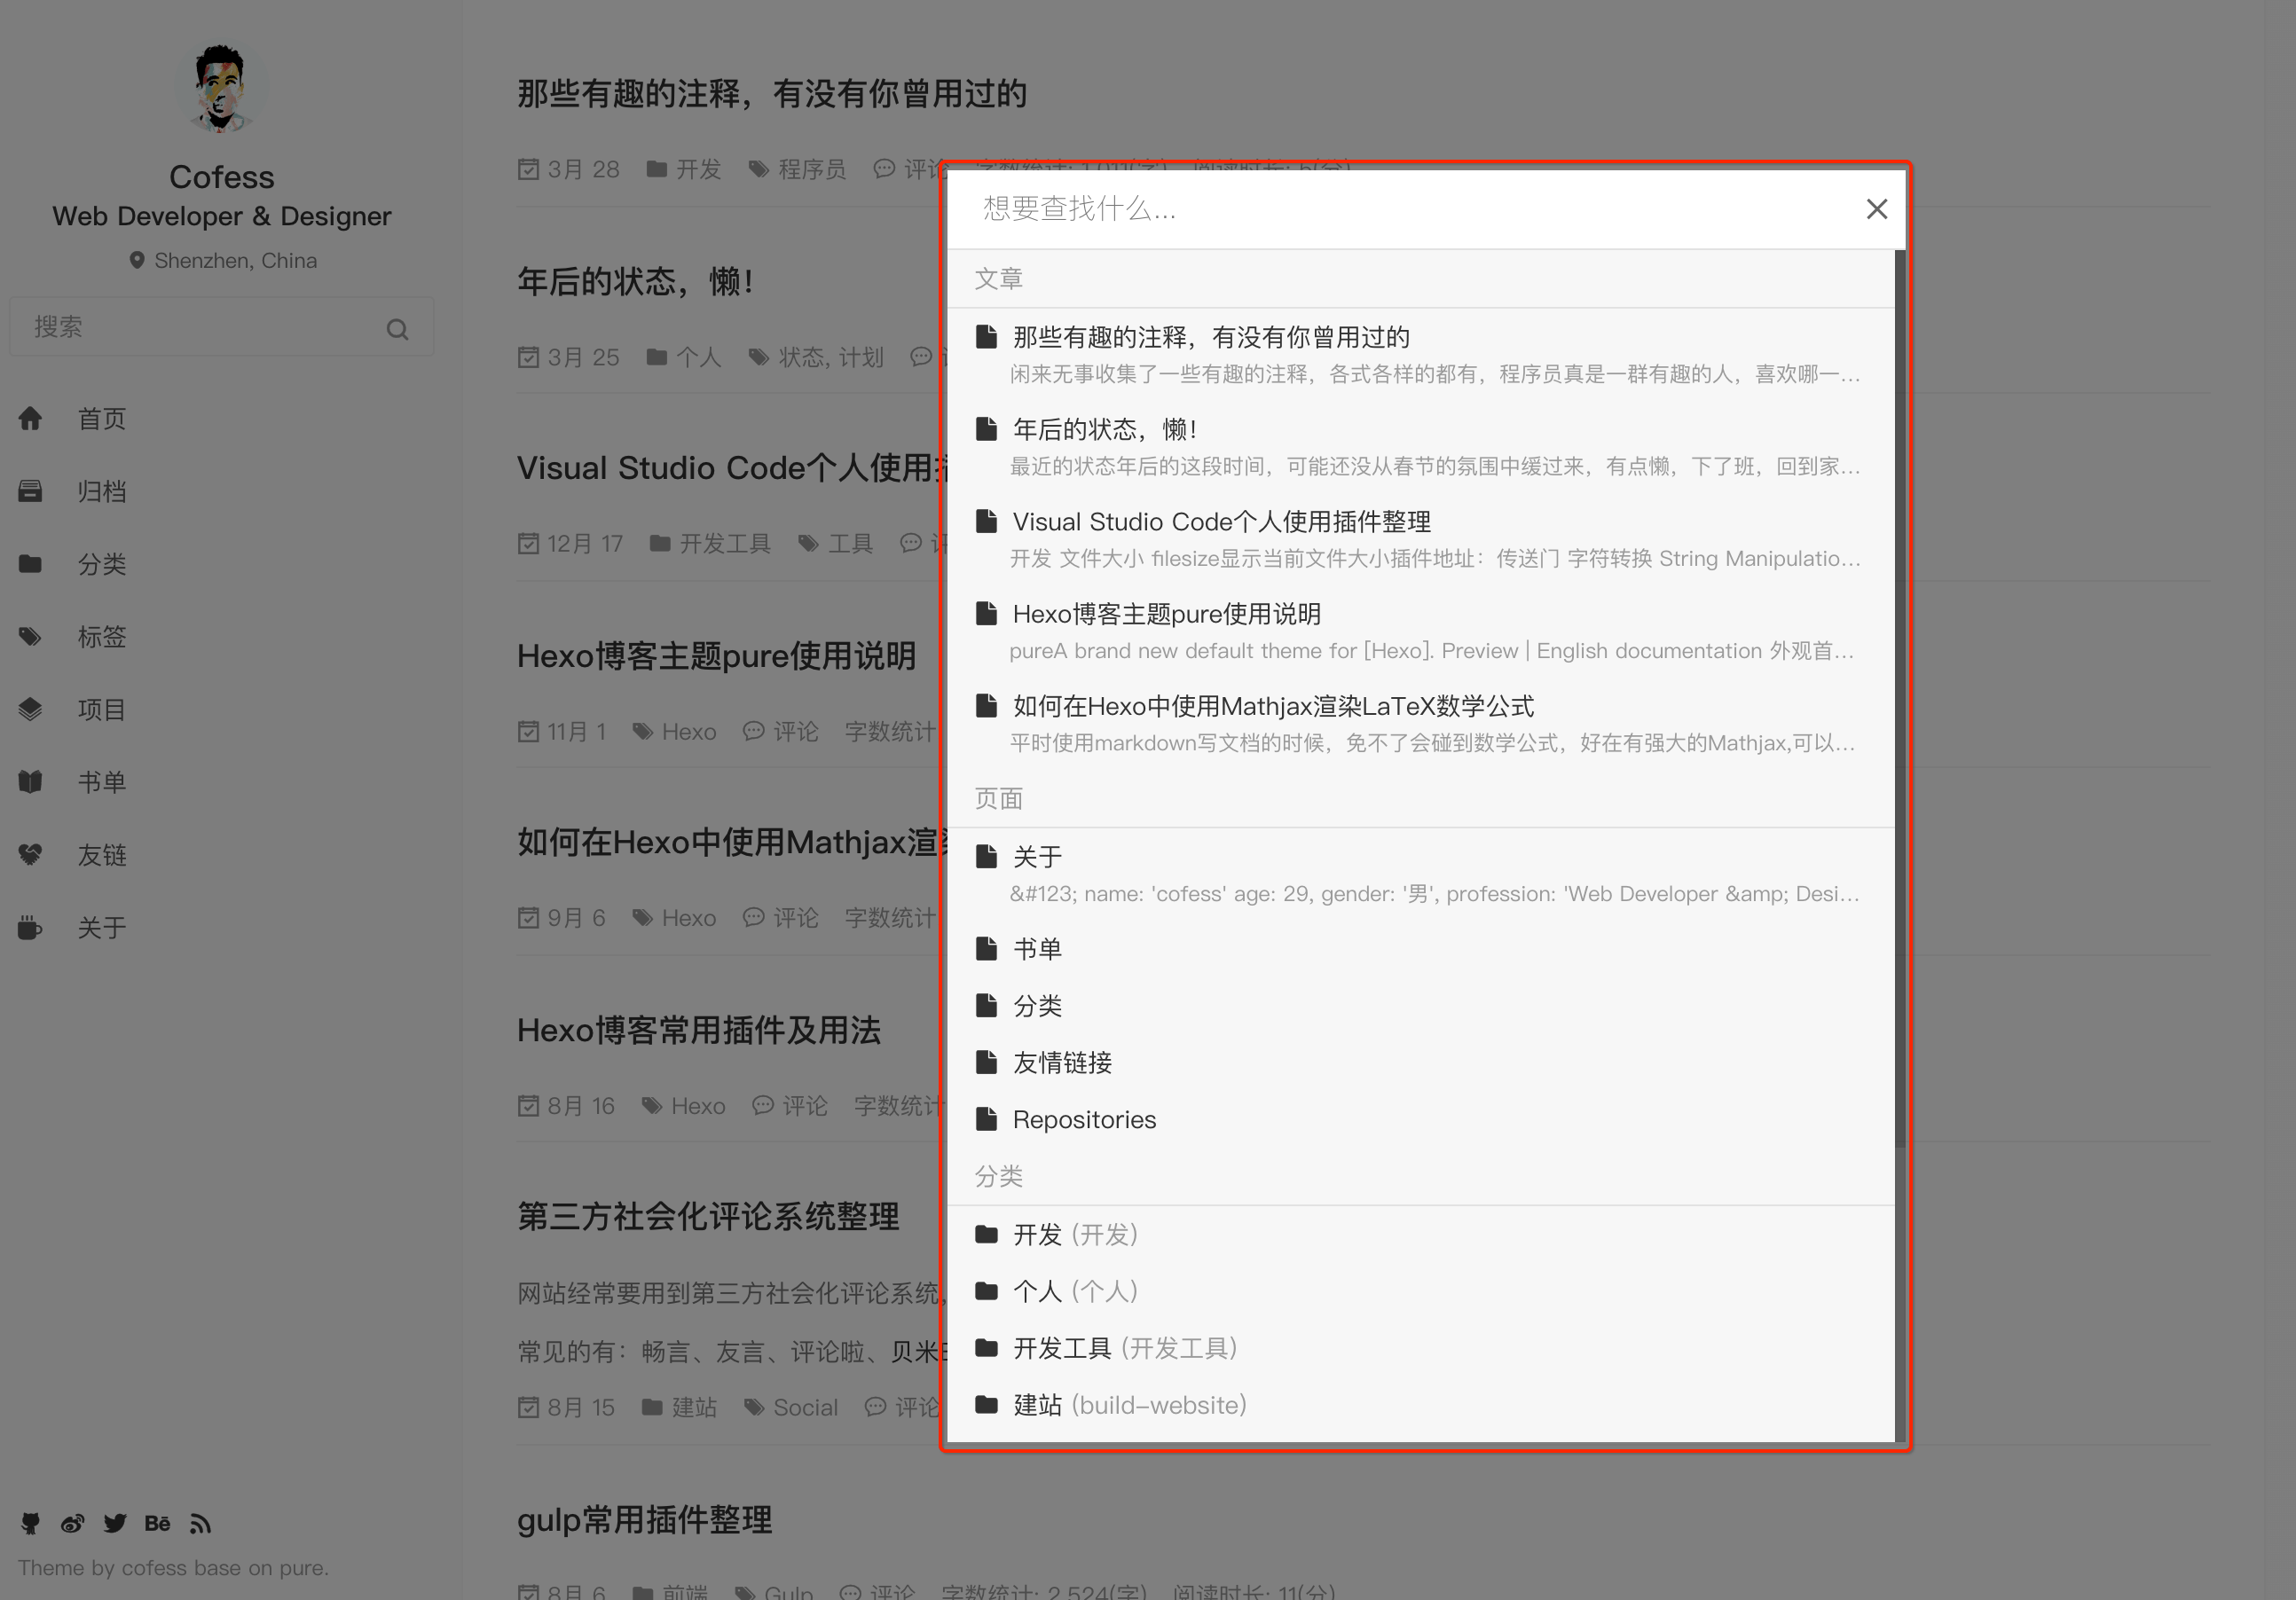 Cofess
Web Developer & Designer
Shenzhen, China
搜索
首页
归档
分类
标签
项目
书单
友链
关于
Bē
Theme by cofess base on pure.
那些有趣的注释，有没有你曾用过的
3月 28 开发 程序员 评论 字数统计: 1,011(字) 阅读时长: 5(分)
年后的状态，懒！
3月 25 个人 状态, 计划
Visual Studio Code个人使用
12月 17 开发工具 工具 评
Hexo博客主题pure使用说明
11月 1 Hexo 评论 字数统计
如何在Hexo中使用Mathjax渲
9月 6 Hexo 评论 字数统计
Hexo博客常用插件及用法
8月 16 Hexo 评论 字数统计
第三方社会化评论系统整理
网站经常要用到第三方社会化评论系统，
常见的有：畅言、友言、评论啦、贝米
8月 15 建站 Social 评论
gulp常用插件整理
8月 6 前端 Gulp 评论 字数统计: 2,524(字) 阅读时长: 11(分)
想要查找什么...
文章
那些有趣的注释，有没有你曾用过的
闲来无事收集了一些有趣的注释，各式各样的都有，程序员真是一群有趣的人，喜欢哪一...
年后的状态，懒！
最近的状态年后的这段时间，可能还没从春节的氛围中缓过来，有点懒，下了班，回到家...
Visual Studio Code个人使用插件整理
开发 文件大小 filesize显示当前文件大小插件地址：传送门 字符转换 String Manipulatio...
Hexo博客主题pure使用说明
pureA brand new default theme for [Hexo]. Preview | English documentation 外观首...
如何在Hexo中使用Mathjax渲染LaTeX数学公式
平时使用markdown写文档的时候，免不了会碰到数学公式，好在有强大的Mathjax,可以...
页面
关于
&#123; name: 'cofess' age: 29, gender: '男', profession: 'Web Developer &amp; Desi...
书单
分类
友情链接
Repositories
分类
开发 (开发)
个人 (个人)
开发工具 (开发工具)
建站 (build-website)